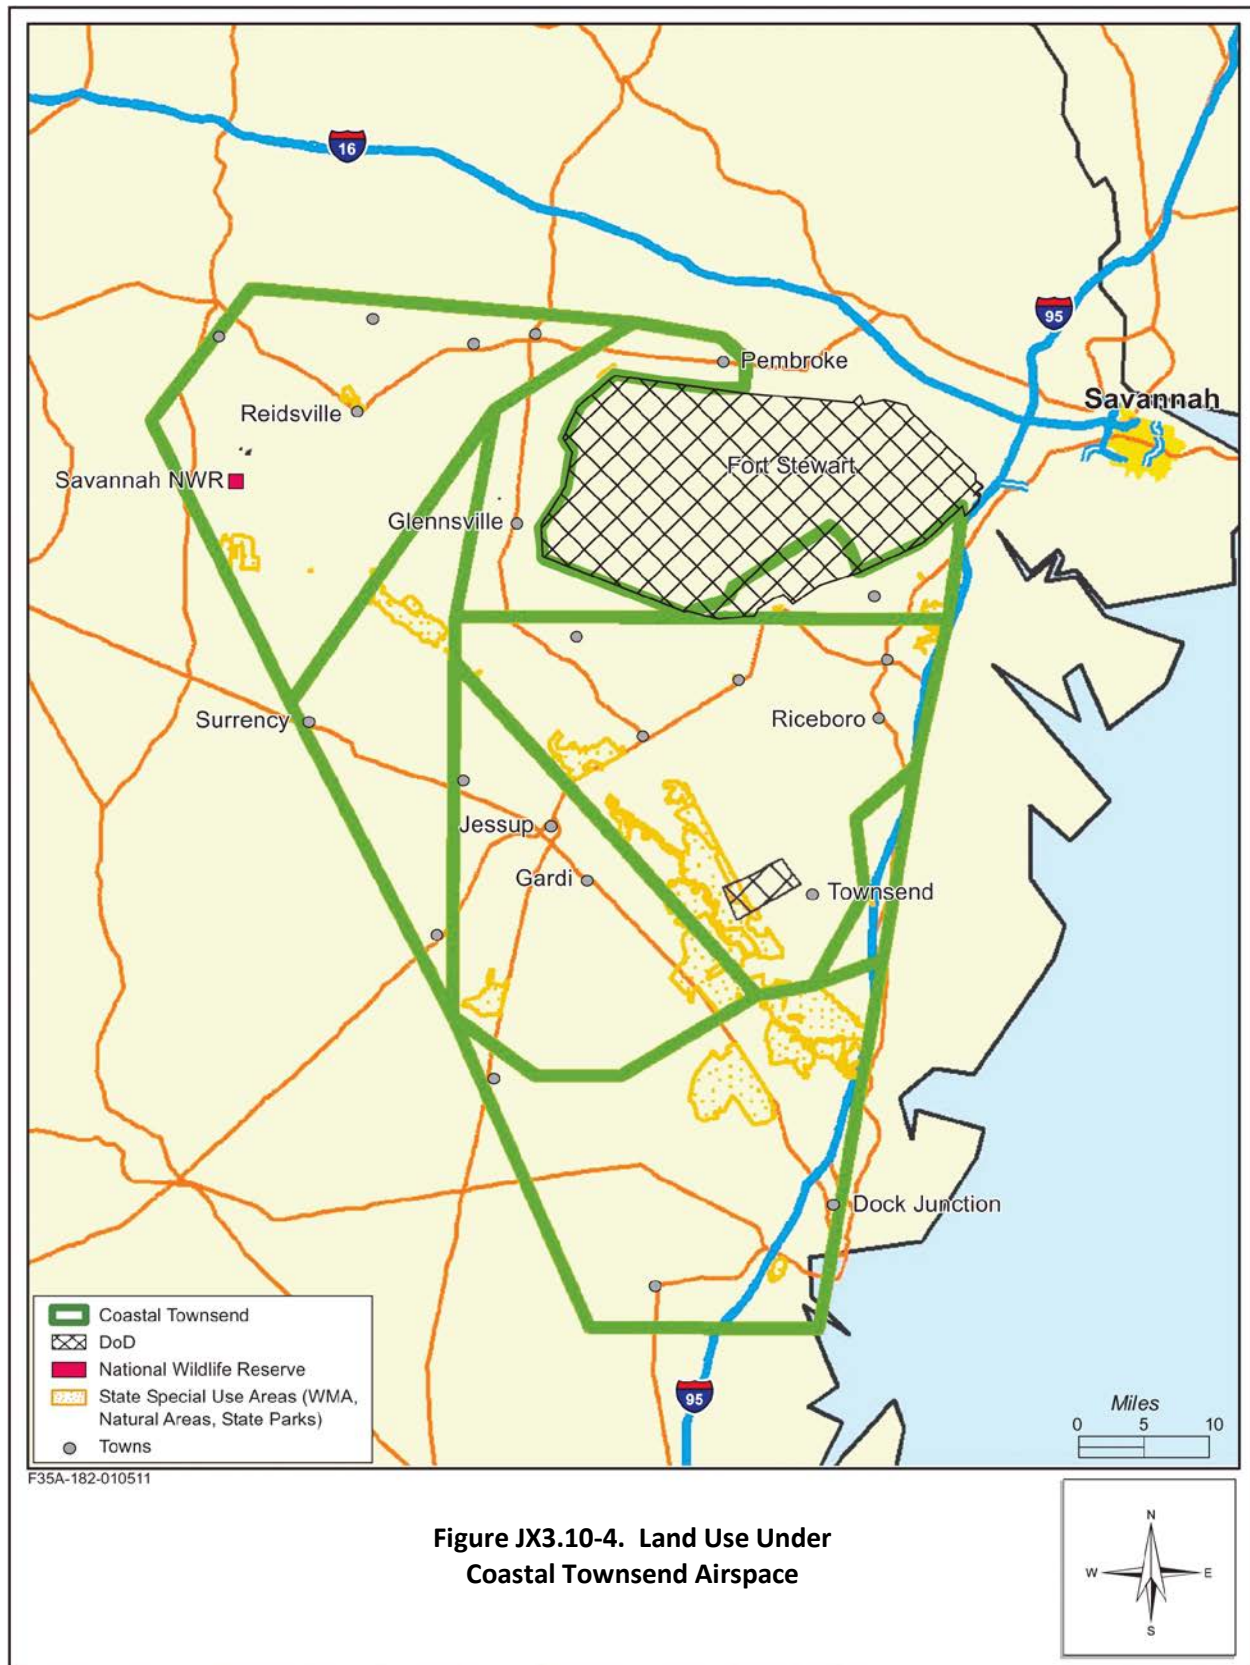 16
95
Pembroke
Savannah
Reidsville
Fort Stewart
Savannah NWR
Glennsville
Surrency
Riceboro
Jessup
Gardi
Townsend
Dock Junction
95
Coastal Townsend
DoD
National Wildlife Reserve
State Special Use Areas (WMA,
Natural Areas, State Parks)
Towns
Miles
0 5 10
F35A-182-010511
Figure JX3.10-4. Land Use Under
Coastal Townsend Airspace
N
W E
S